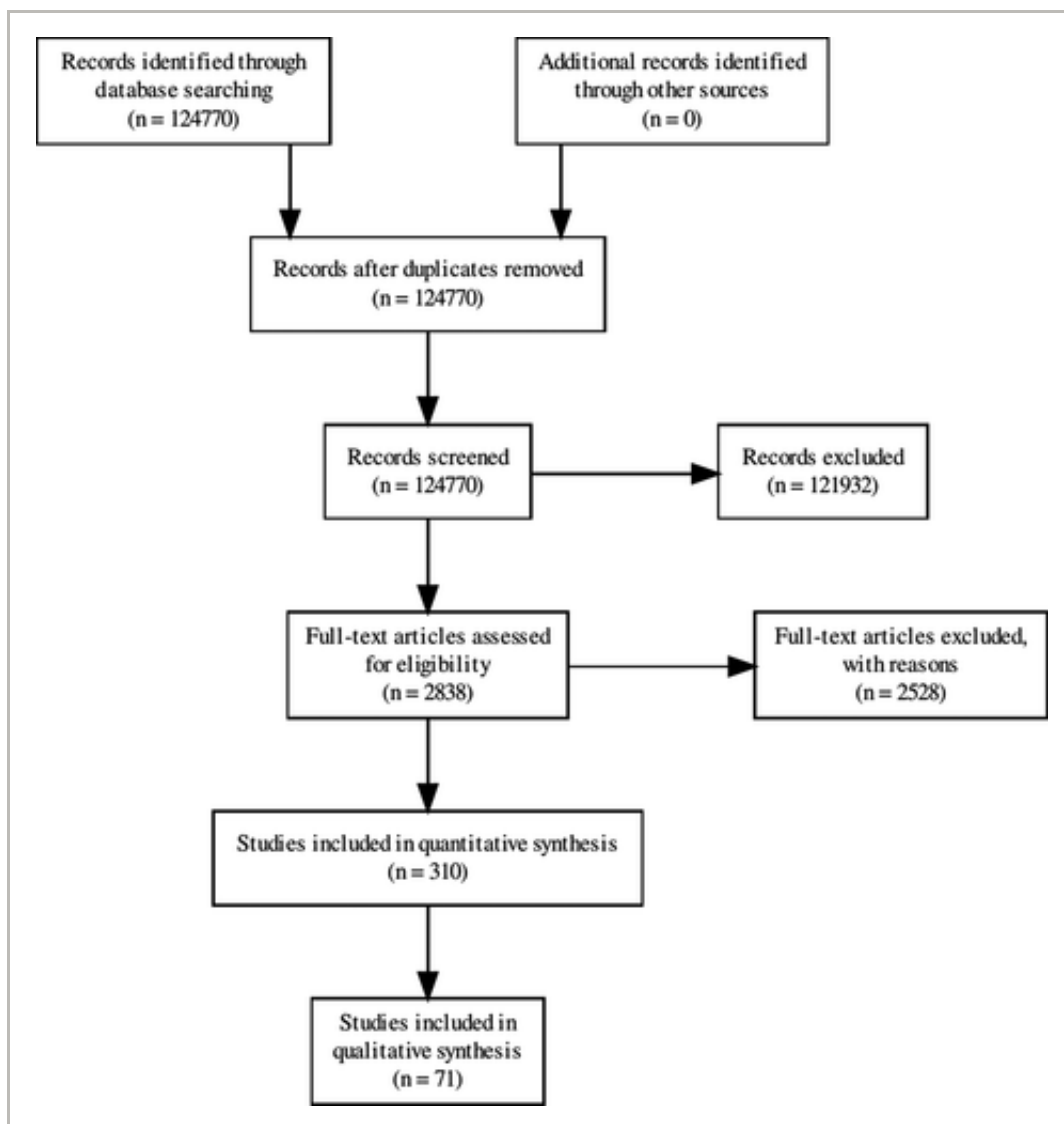 Records identified through
database searching
(n = 124770)
Additional records identified
through other sources
(n = 0)
Records after duplicates removed
(n = 124770)
Records screened
(n = 124770)
Records excluded
(n = 121932)
Full-text articles assessed
for eligibility
(n = 2838)
Full-text articles excluded,
with reasons
(n = 2528)
Studies included in quantitative synthesis
(n = 310)
Studies included in
qualitative synthesis
(n = 71)